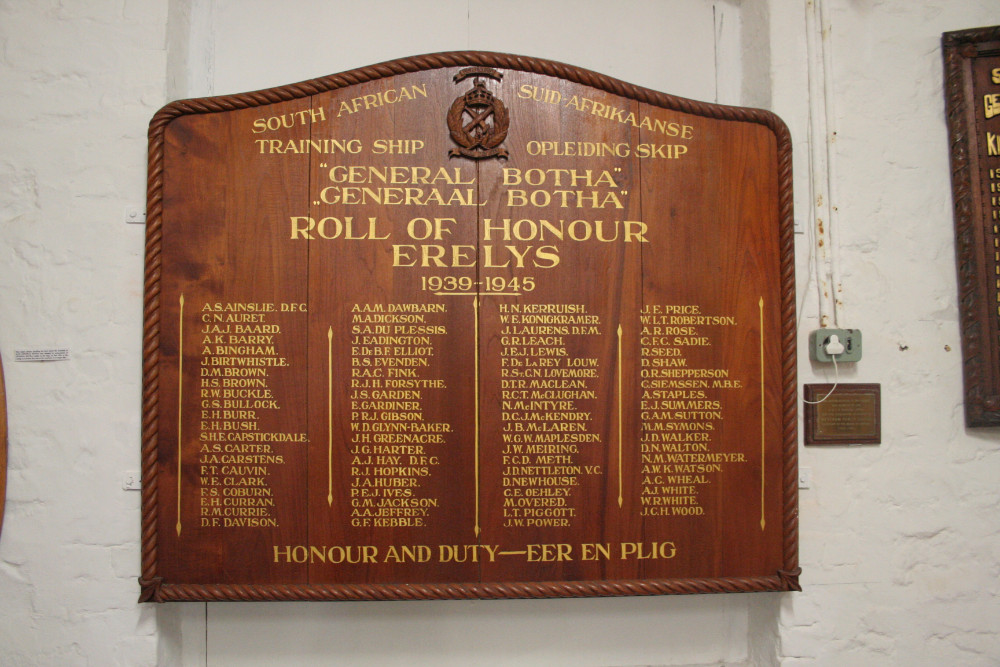 SOUTH AFRICAN SUID-AFRIKAANSE
TRAINING SHIP OPLEIDING SKIP
"GENERAL BOTHA"
„GENERAAL BOTHA"
ROLL OF HONOUR
ERELYS
1939-1945
A.S. AINSLIE. D.F.C.
C.N. AURET.
J.A.J. BAARD.
A.K. BARRY.
A. BINGHAM.
J. BIRTWHISTLE.
D.M. BROWN.
H.S. BROWN.
R.W. BUCKLE.
G.S. BULLOCK.
E.H. BURR.
E.H. BUSH.
S.H.E. CAPSTICKDALE.
A.S. CARTER.
J.A. CARSTENS.
F.T. CAUVIN.
W.E. CLARK.
F.S. COBURN.
E.H. CURRAN.
R.M. CURRIE.
D.F. DAVISON.
A.A.M. DAWBARN.
M.A. DICKSON.
S.A. DU PLESSIS.
J. EADINGTON.
E. DE B.F. ELLIOT.
B.S. EVENDEN.
R.A.C. FINK.
R.J.H. FORSYTHE.
J.S. GARDEN.
E. GARDINER.
P.R.J. GIBSON.
W.D. GLYNN-BAKER.
J.H. GREENACRE.
J.G. HARTE.
A.J. HAY. D.F.C.
R.J. HOPKINS.
J.A. HUBER.
P.E.J. IVES.
G.M. JACKSON.
A.A. JEFFREY.
G.F. KEBBLE.
H.N. KERRUISH.
W.E. KONIGKRAMER.
J.I. LAURENS. D.F.M.
G.R. LEACH.
J.E.J. LEWIS.
F. DE LA REY LOUW.
R. ST C.N. LOVEMORE.
D.T.R. MACLEAN.
R.C.T. MCCLUGHAN.
N. MCINTYRE.
D.C.J. MCKENDRY.
J.B. MCLAREN.
W.G.W. MAPLESDEN.
J.W. MEIRING.
F.C.D. METH.
J.D. NETTLETON. V.C.
D. NEWHOUSE.
C.E. OEHLEY.
M. OVERED.
L.T. PIGGOTT.
J.W. POWER.
J.E. PRICE.
W.L.T. ROBERTSON.
A.R. ROSE.
C.F.C. SADIE.
R. SEED.
D. SHAW.
O.R. SHEPPERSON
C. SIEMSSEN. M.B.E.
A. STAPLES.
E.J. SUMMERS.
G.A.M. SUTTON.
M.M. SYMONS.
J.D. WALKER.
D.N. WALTON.
N.M. WATERMEYER.
A.W.K. WATSON.
A.C. WHEAL.
A.J. WHITE.
W.R. WHITE.
J.C.H. WOOD.
HONOUR AND DUTY—EER EN PLIG